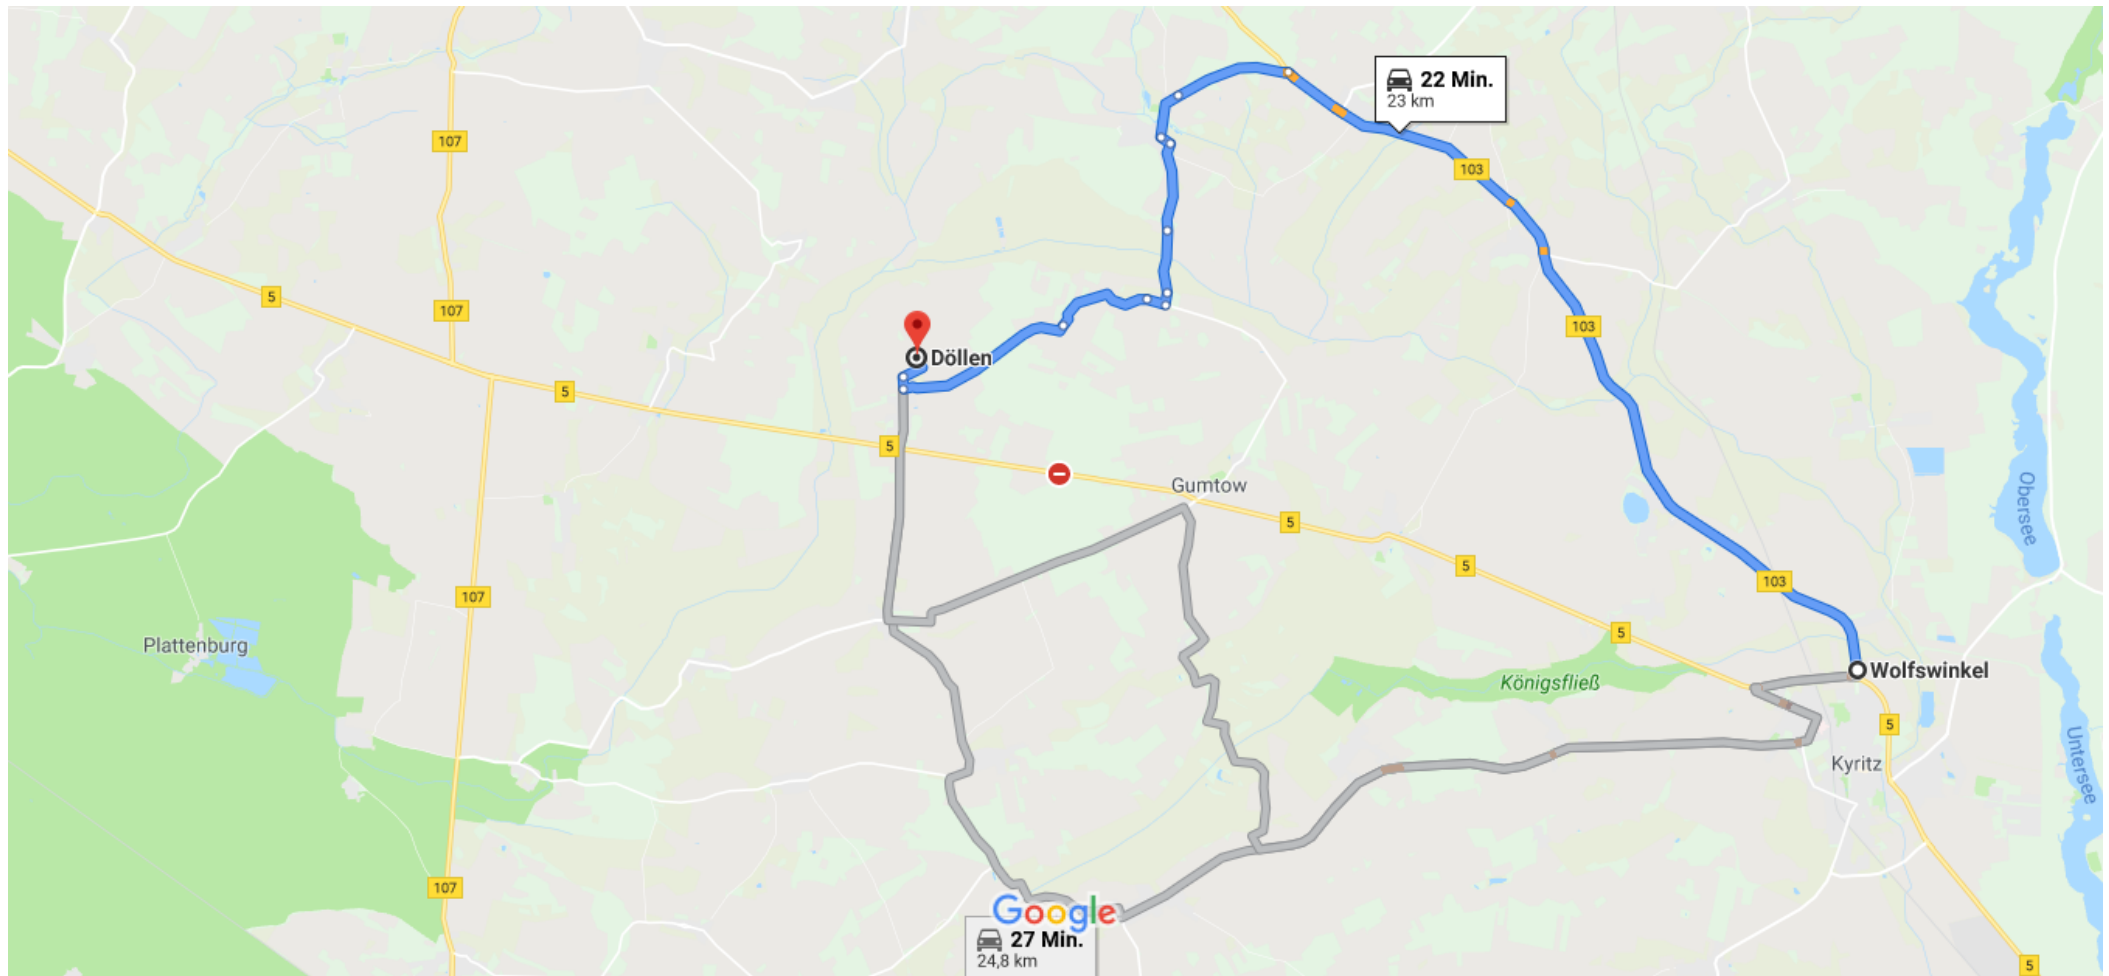 22 Min.
23 km
107
103
5
107
103
Döllen
5
5
Gumtow
5
Obersee
5
107
103
5
Plattenburg
Wolfswinkel
Königsfließ
5
Kyritz
Untersee
107
Google
27 Min.
24,8 km
5